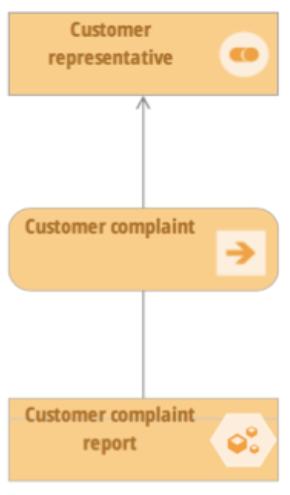 Customer
representative
Customer complaint
Customer complaint
report